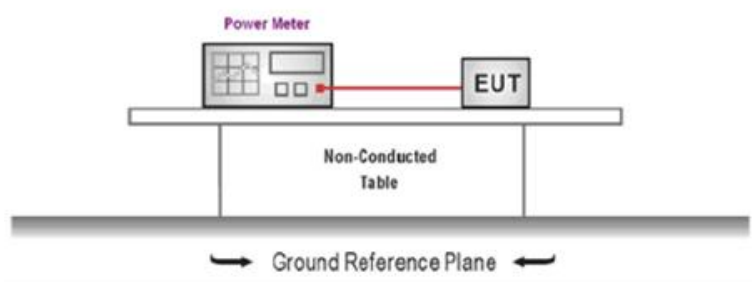 Power Meter
EUT
Non-Conducted
Table
Ground Reference Plane